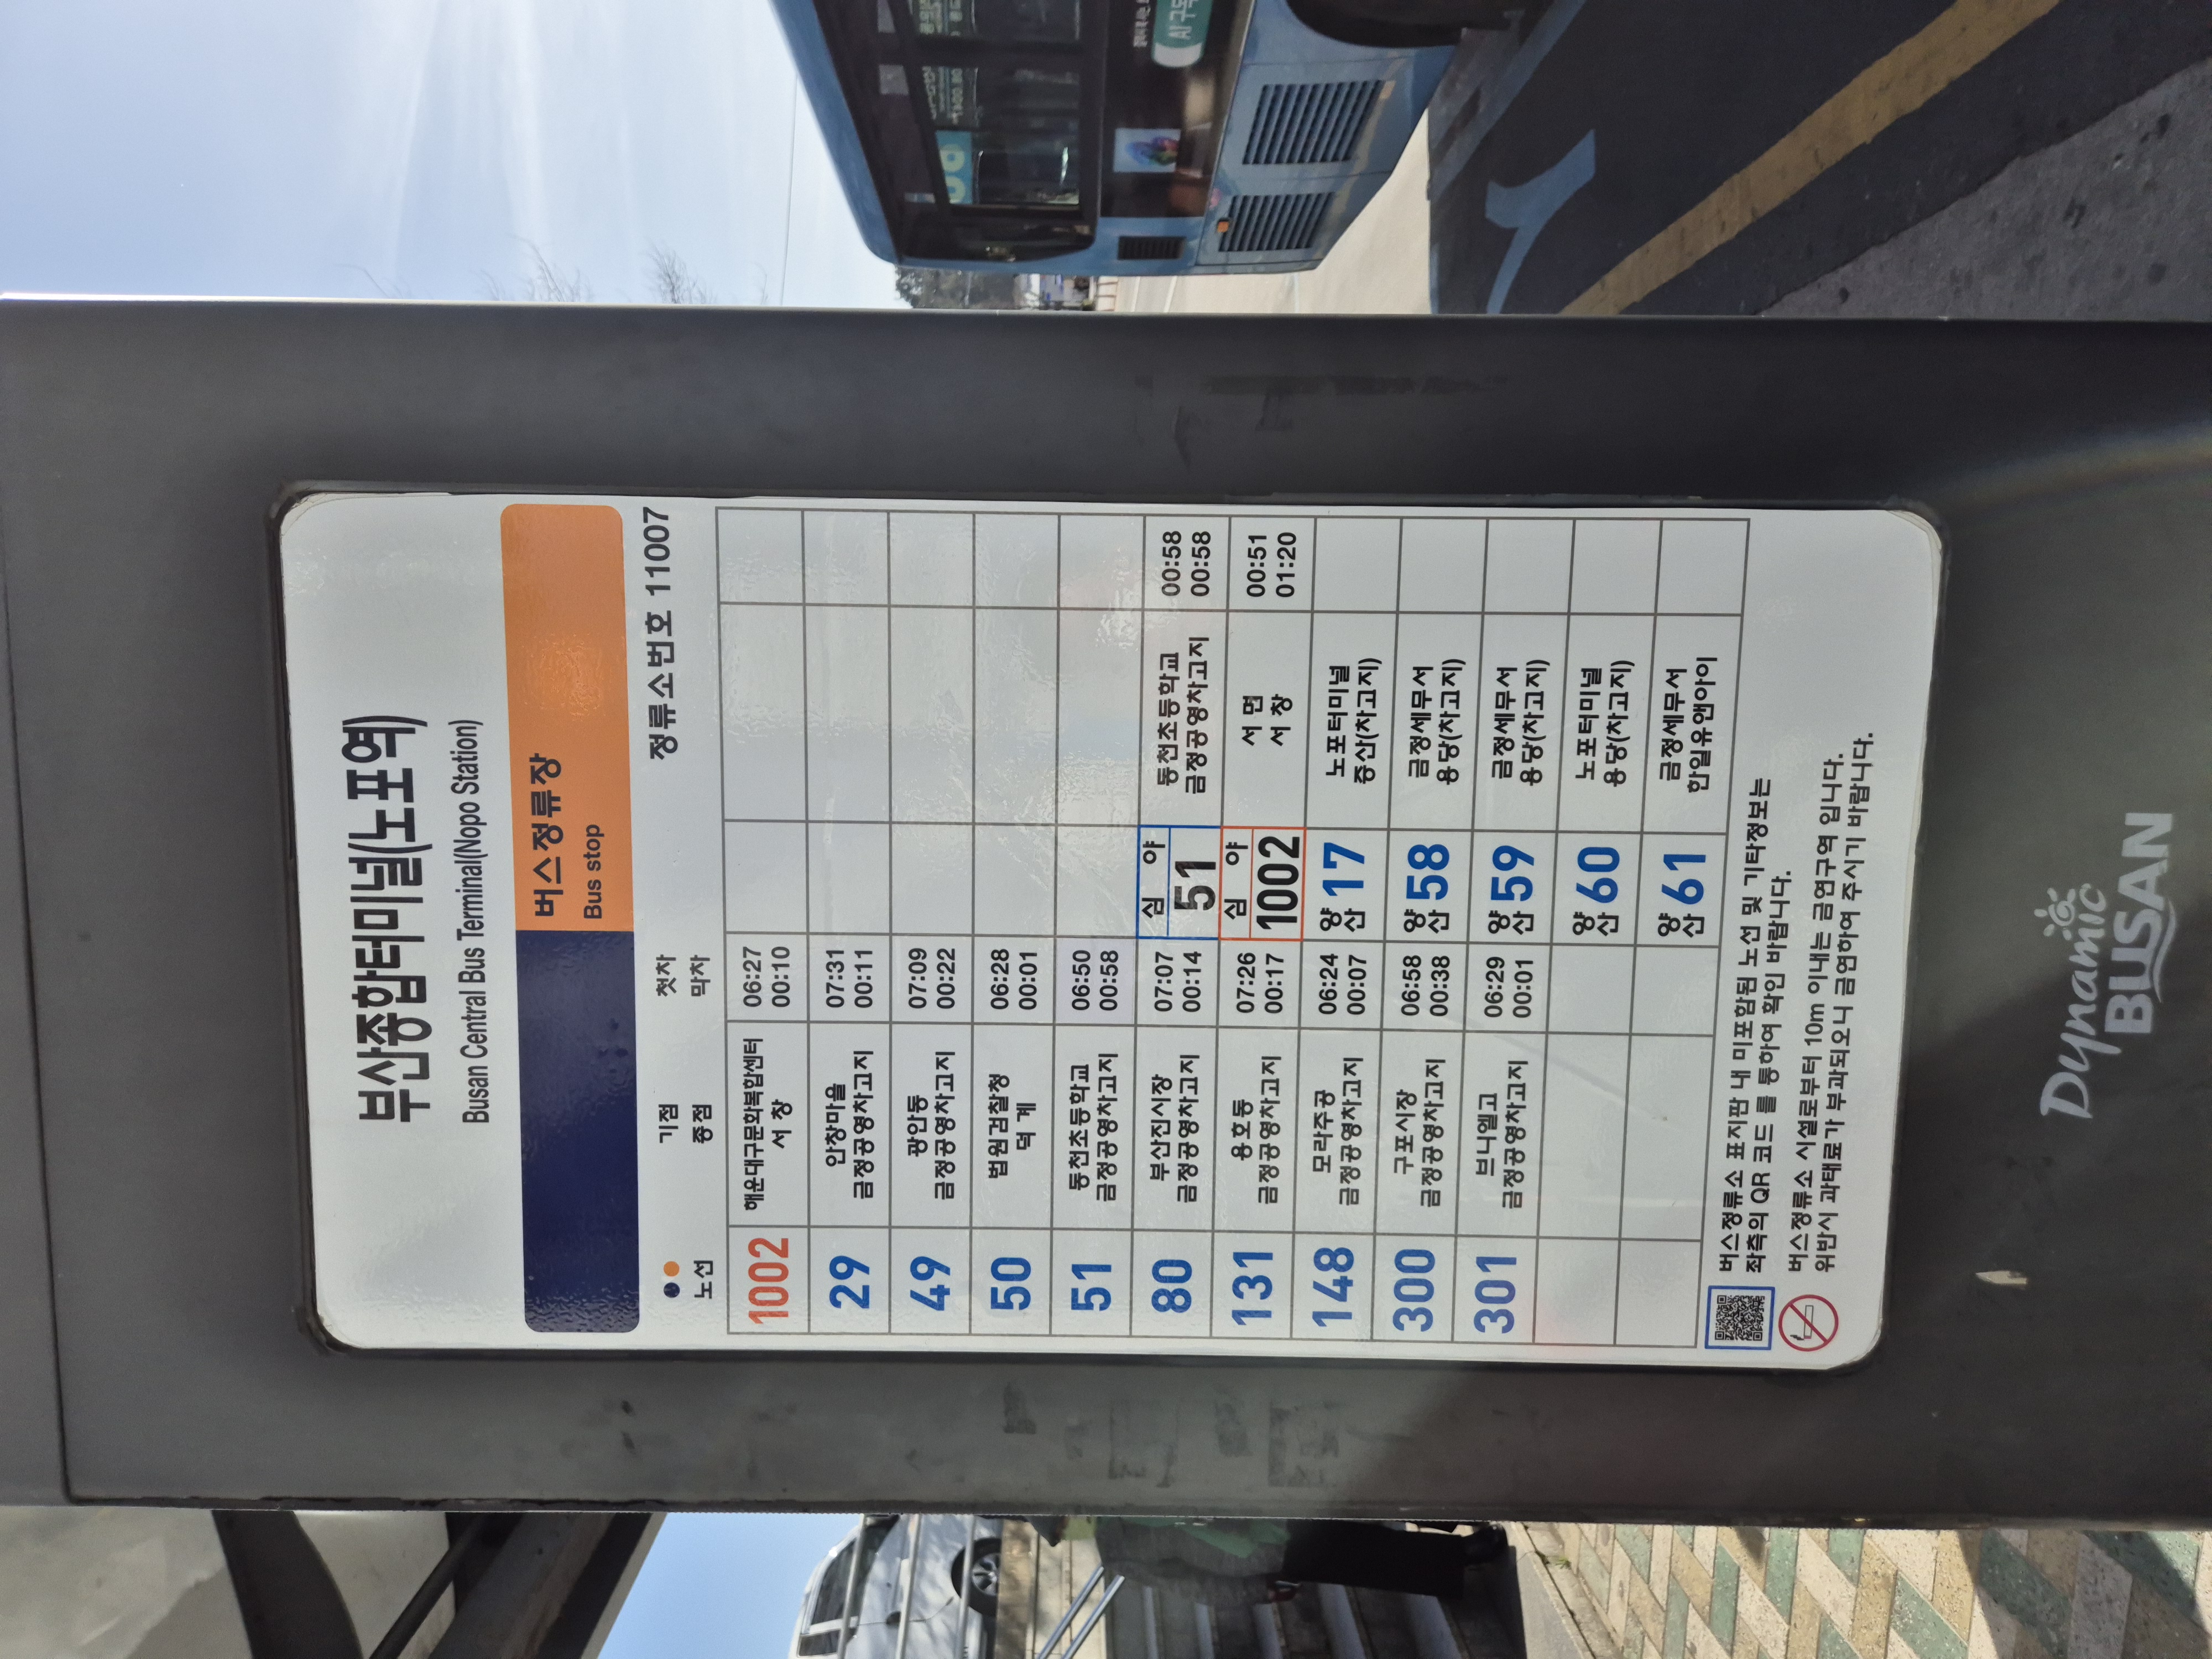 부산종합터미널(노포역)
Busan Central Bus Terminal(Nopo Station)
버스정류장
Bus stop
정류소번호 11007
노선 기점 종점 첫차 막차
1002 해운대구문화복합센터 서창 06:27 00:10
29 안창마을 금정공영차고지 07:31 00:11
49 광안동 금정공영차고지 07:09 00:22
50 법원검찰청 덕계 06:28 00:01
51 동천초등학교 금정공영차고지 06:50 00:58
80 부산진시장 금정공영차고지 07:07 00:14
심야 51 동천초등학교 금정공영차고지 00:58 00:58
131 용호동 금정공영차고지 07:26 00:17
심야 1002 서면 서창 00:51 01:20
148 모라주공 금정공영차고지 06:24 00:07
양산 17 노포터미널 증산(차고지)
300 구포시장 금정공영차고지 06:58 00:38
양산 58 금정세무서 용당(차고지)
301 브니엘고 금정공영차고지 06:29 00:01
양산 59 금정세무서 용당(차고지)
양산 60 노포터미널 용당(차고지)
양산 61 금정세무서 한일유앤아이
버스정류소 표지판 내 미포함된 노선 및 기타정보는
좌측의 QR 코드 를 통하여 확인 바랍니다.
버스정류소 시설로부터 10m 이내는 금연구역 입니다.
위반시 과태료가 부과되오니 금연하여 주시기 바랍니다.
Dynamic
BUSAN